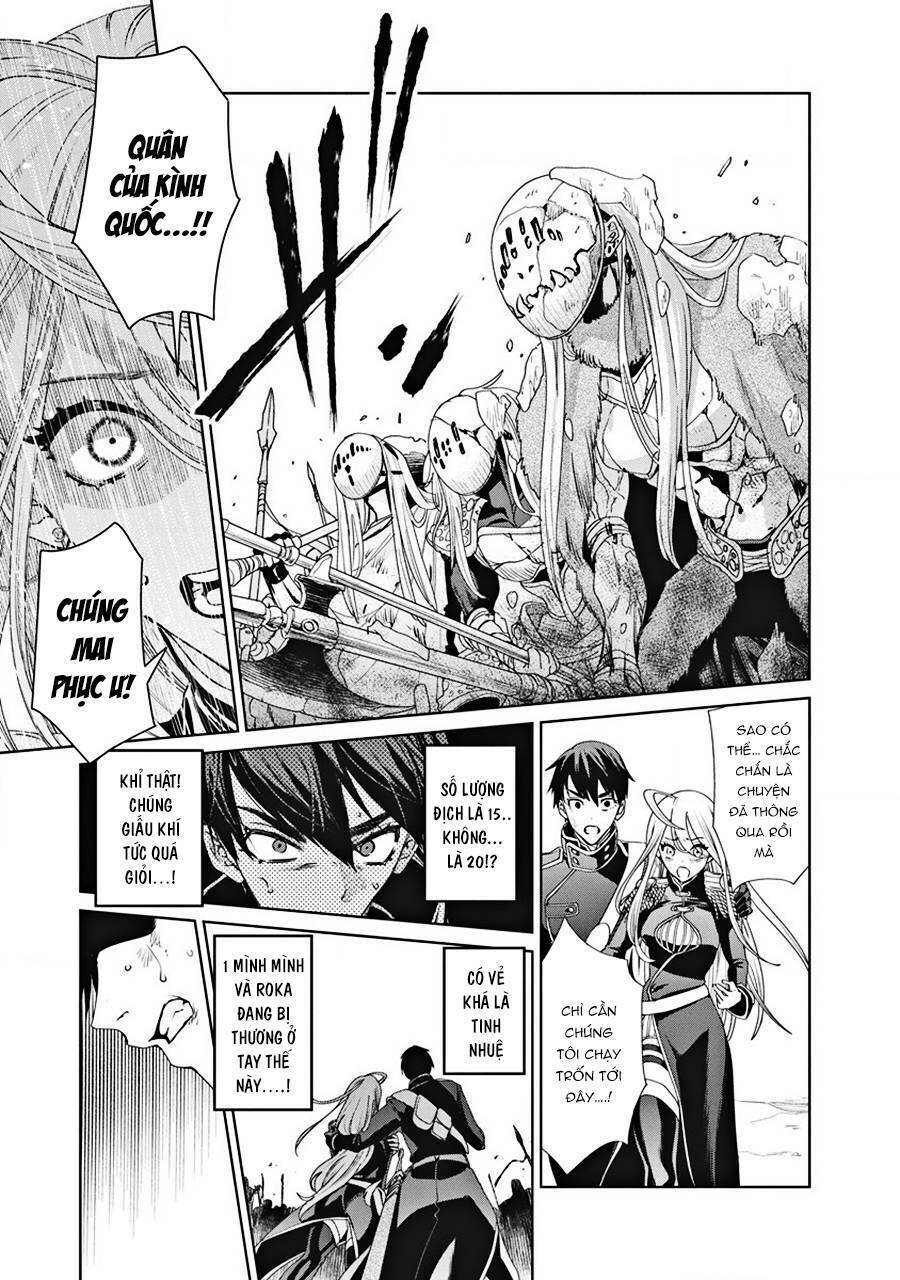 QUÂN
CỦA KÌNH
QUỐC...!!
CHÚNG
MAI
PHỤC Ư!
SAO CÓ
THỂ... CHẮC
CHẮN LÀ
CHUYỆN
ĐÃ THÔNG
QUA RỒI
MÀ
CHỈ CẦN
CHÚNG
TÔI CHẠY
TRỐN TỚI
ĐÂY....!
SỐ LƯỢNG
ĐỊCH LÀ 15..
KHÔNG...
LÀ 20!?
KHỈ THẬT!
CHÚNG
GIẤU KHÍ
TỨC QUÁ
GIỎI....!
CÓ VẺ
KHÁ LÀ
TINH
NHUỆ
1 MÌNH MÌNH
VÀ ROKA
ĐANG BỊ
THƯƠNG Ở
TAY THẾ
NÀY....!